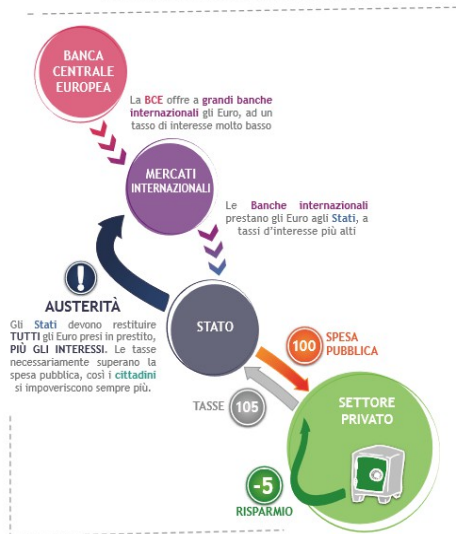 BANCA
CENTRALE
EUROPEA
La BCE offre a grandi banche
internazionali gli Euro, ad un
tasso di interesse molto basso
MERCATI
INTERNAZIONALI
Le Banche internazionali
prestano gli Euro agli Stati, a
tassi d'interesse più alti
!
AUSTERITÀ
Gli Stati devono restituire
TUTTI gli Euro presi in prestito,
PIÙ GLI INTERESSI. Le tasse
necessariamente superano la
spesa pubblica, così i cittadini
si impoveriscono sempre più.
STATO
100
SPESA
PUBBLICA
TASSE
105
SETTORE
PRIVATO
-5
RISPARMIO